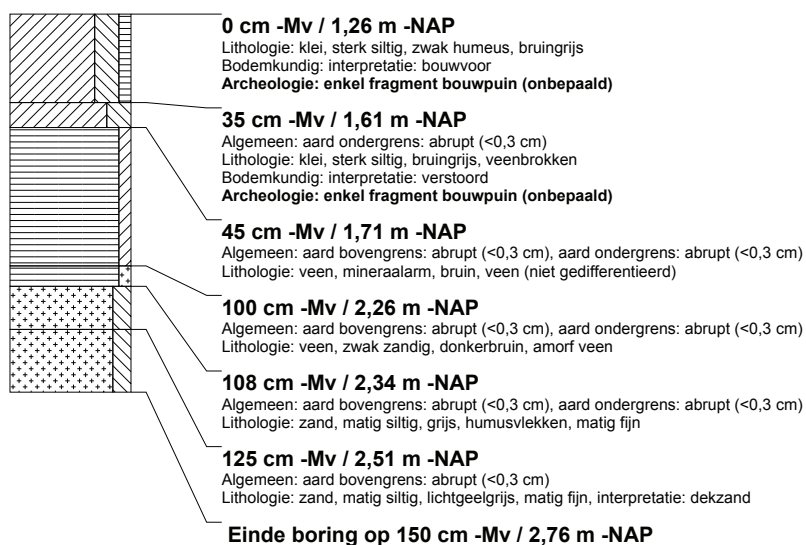 0 cm -Mv / 1,26 m -NAP
Lithologie: klei, sterk siltig, zwak humeus, bruingrijs
Bodemkundig: interpretatie: bouwvoor
Archeologie: enkel fragment bouwpuin (onbepaald)
35 cm -Mv / 1,61 m -NAP
Algemeen: aard ondergrens: abrupt (<0,3 cm)
Lithologie: klei, sterk siltig, bruingrijs, veenbrokken
Bodemkundig: interpretatie: verstoord
Archeologie: enkel fragment bouwpuin (onbepaald)
45 cm -Mv / 1,71 m -NAP
Algemeen: aard bovengrens: abrupt (<0,3 cm), aard ondergrens: abrupt (<0,3 cm)
Lithologie: veen, mineraalarm, bruin, veen (niet gedifferentieerd)
100 cm -Mv / 2,26 m -NAP
Algemeen: aard bovengrens: abrupt (<0,3 cm), aard ondergrens: abrupt (<0,3 cm)
Lithologie: veen, zwak zandig, donkerbruin, amorf veen
108 cm -Mv / 2,34 m -NAP
Algemeen: aard bovengrens: abrupt (<0,3 cm), aard ondergrens: abrupt (<0,3 cm)
Lithologie: zand, matig siltig, grijs, humusvlekken, matig fijn
125 cm -Mv / 2,51 m -NAP
Algemeen: aard bovengrens: abrupt (<0,3 cm)
Lithologie: zand, matig siltig, lichtgeelgrijs, matig fijn, interpretatie: dekzand
Einde boring op 150 cm -Mv / 2,76 m -NAP